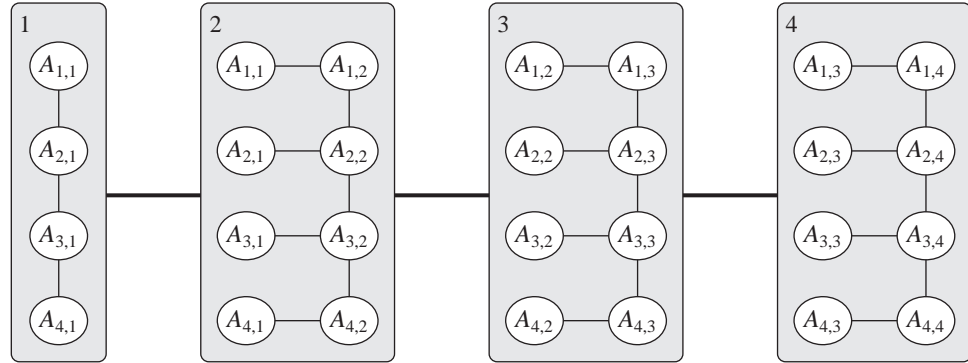 1
A1,1
A2,1
A3,1
A4,1
2
A1,1 A1,2
A2,1 A2,2
A3,1 A3,2
A4,1 A4,2
3
A1,2 A1,3
A2,2 A2,3
A3,2 A3,3
A4,2 A4,3
4
A1,3 A1,4
A2,3 A2,4
A3,3 A3,4
A4,3 A4,4